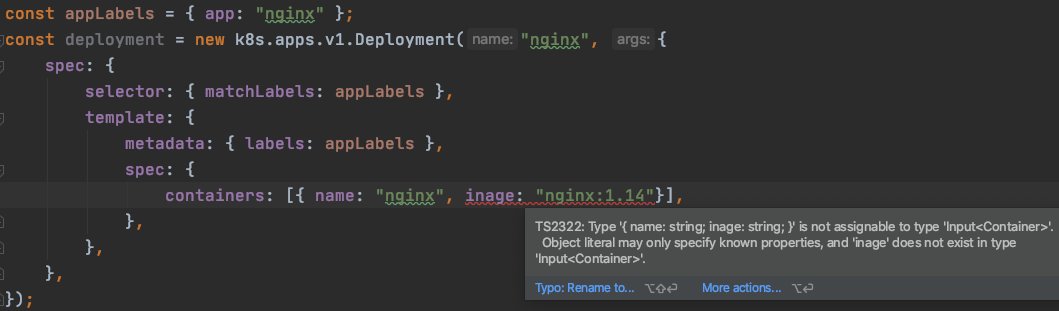 const appLabels = { app: "nginx" };
const deployment = new k8s.apps.v1.Deployment( name: "nginx", args: {
    spec: {
        selector: { matchLabels: appLabels },
        template: {
            metadata: { labels: appLabels },
            spec: {
                containers: [{ name: "nginx", inage: "nginx:1.14"}],
            },
        },
    },
});
TS2322: Type '{ name: string; inage: string; }' is not assignable to type 'Input<Container>'.
Object literal may only specify known properties, and 'inage' does not exist in type
'Input<Container>'.
Typo: Rename to... ⌥⇧⏎ More actions... ⌥⏎